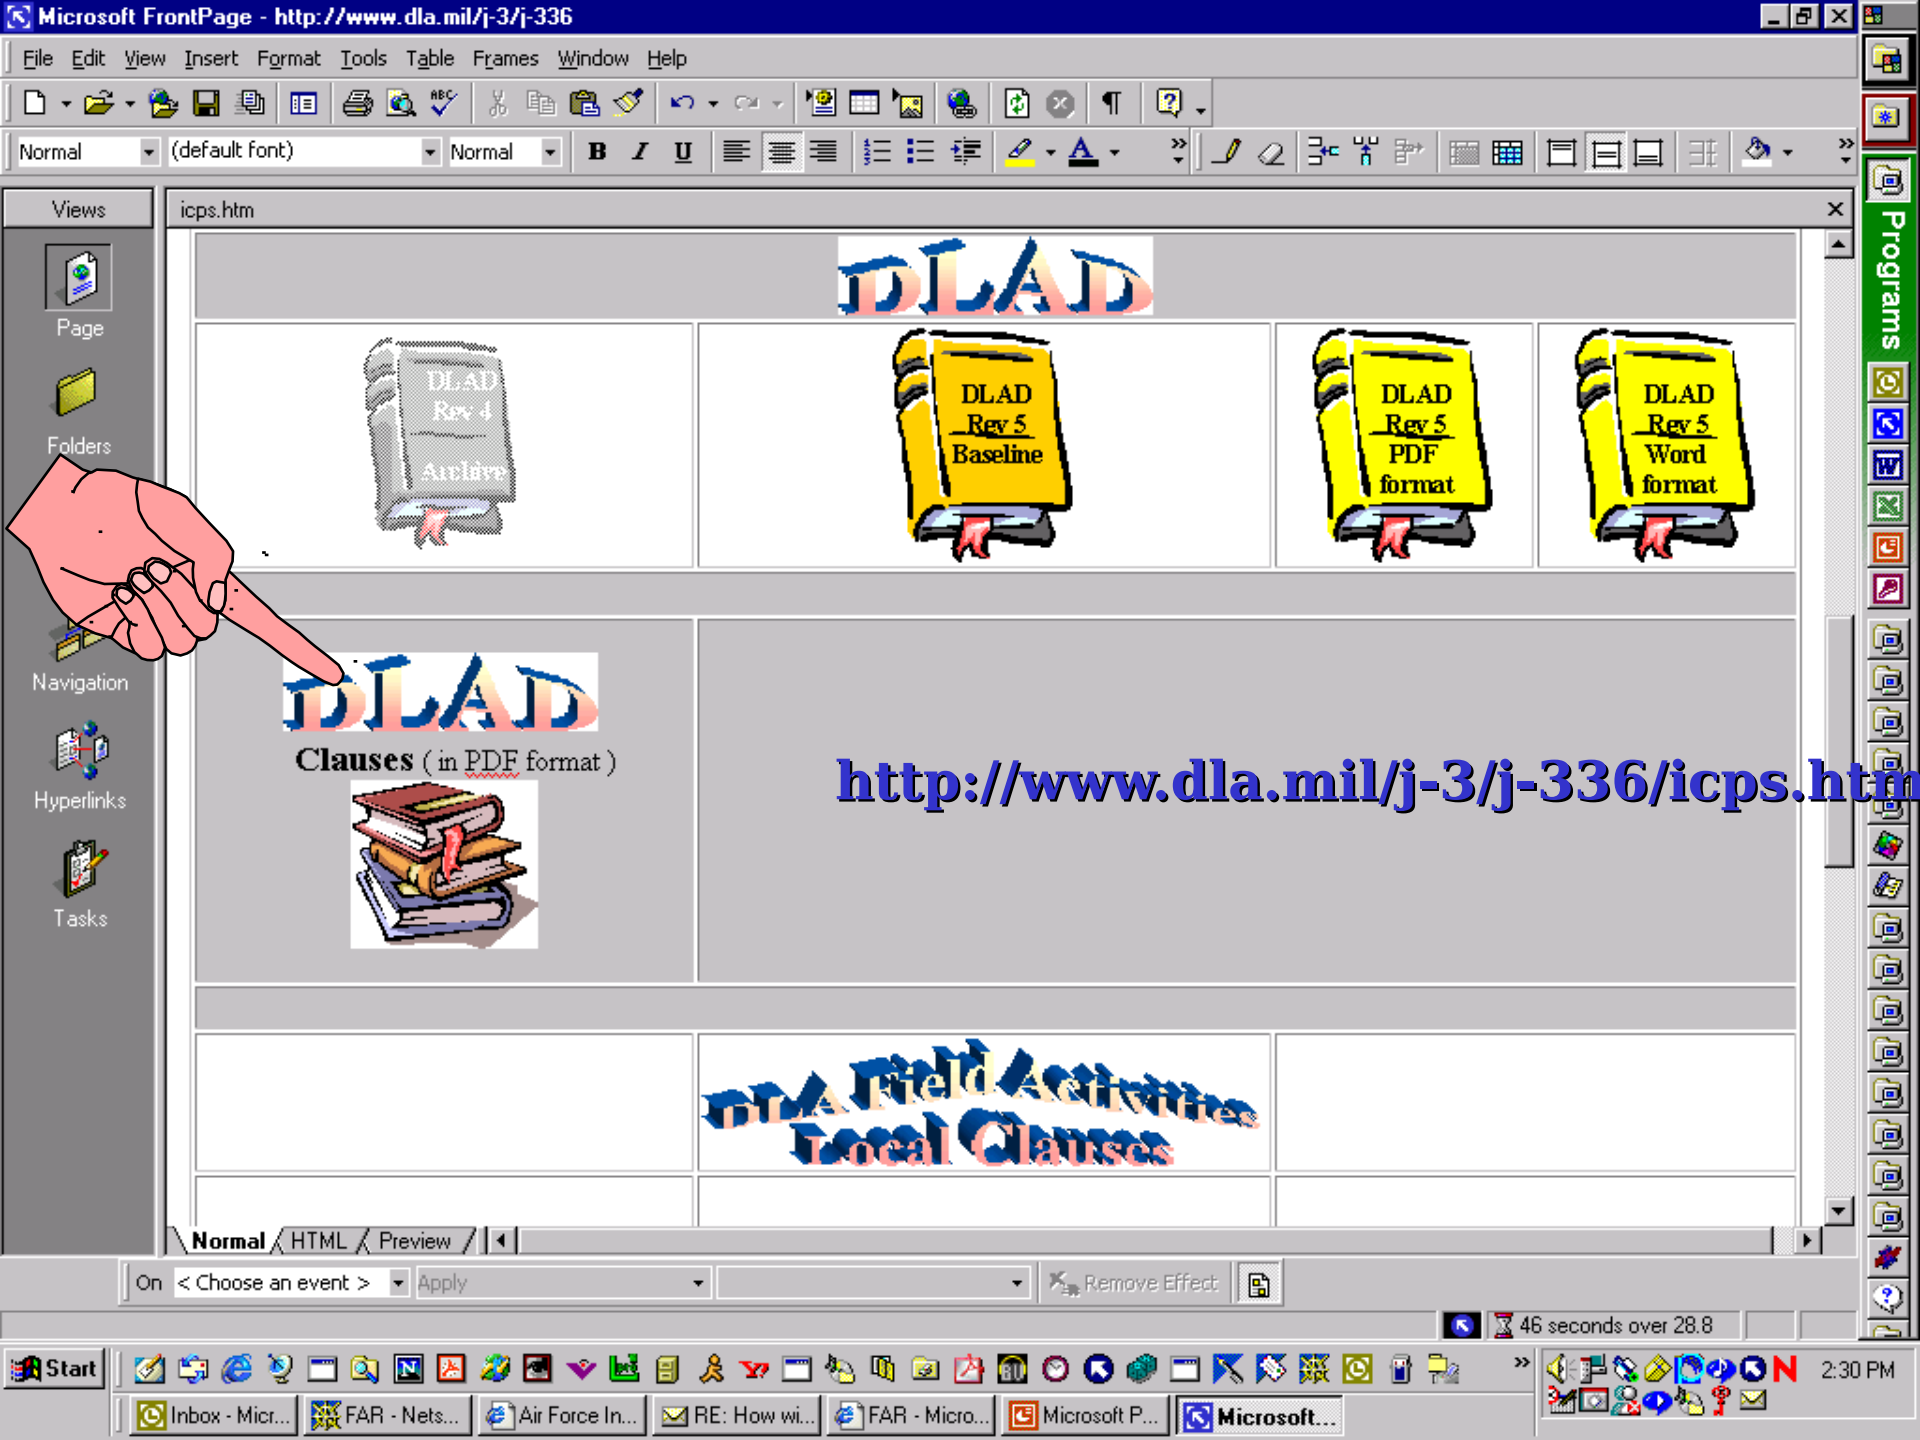 Microsoft FrontPage - http://www.dla.mil/j-3/j-336
File Edit View Insert Format Tools Table Frames Window Help
Normal (default font) Normal B I U A
Views
icps.htm
Programs
Page
Folders
Navigation
Hyperlinks
Tasks
DLAD
DLAD
Rev 4
Archive
DLAD
Rev 5
Baseline
DLAD
Rev 5
PDF
format
DLAD
Rev 5
Word
format
DLAD
Clauses ( in PDF format )
http://www.dla.mil/j-3/j-336/icps.htm
DLA Field Activities
Local Clauses
Normal HTML Preview
On < Choose an event > Apply Remove Effect
46 seconds over 28.8
Start 2:30 PM
Inbox - Micr... FAR - Nets... Air Force In... RE: How wi... FAR - Micro... Microsoft P... Microsoft...